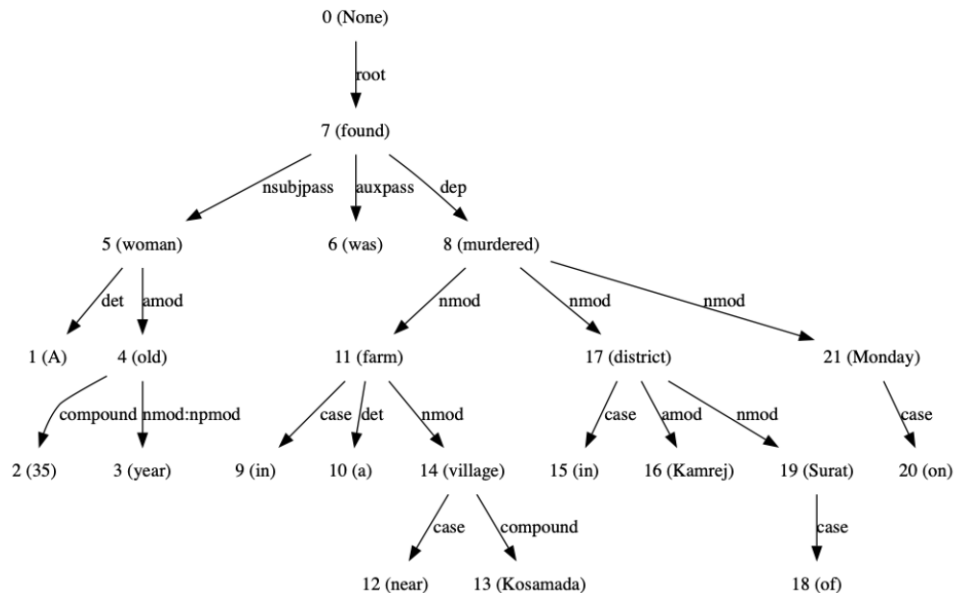 0 (None)
root
7 (found)
nsubjpass auxpass dep
5 (woman) 6 (was) 8 (murdered)
det amod nmod nmod nmod
1 (A) 4 (old) 11 (farm) 17 (district) 21 (Monday)
compound nmod:npmod case det nmod case amod nmod case
2 (35) 3 (year) 9 (in) 10 (a) 14 (village) 15 (in) 16 (Kamrej) 19 (Surat) 20 (on)
case compound case
12 (near) 13 (Kosamada) 18 (of)